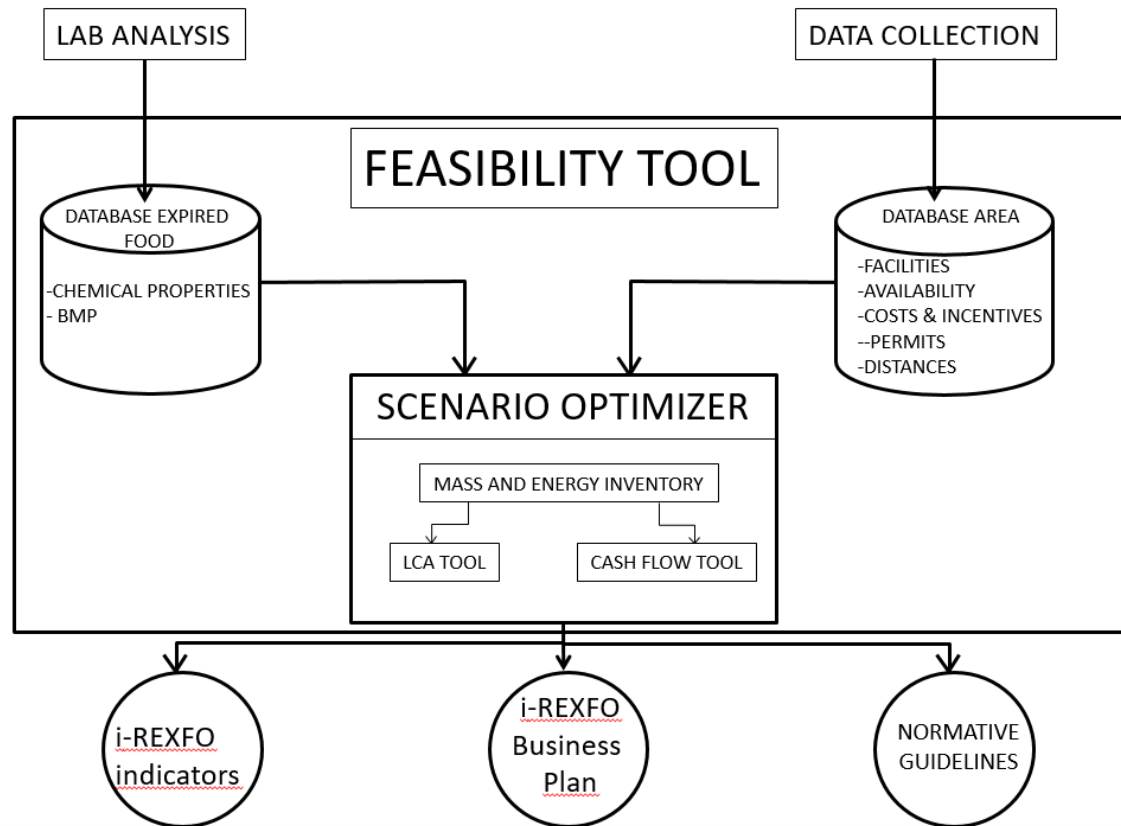 LAB ANALYSIS
DATA COLLECTION
FEASIBILITY TOOL
DATABASE EXPIRED
FOOD
-CHEMICAL PROPERTIES
- BMP
DATABASE AREA
-FACILITIES
-AVAILABILITY
-COSTS & INCENTIVES
--PERMITS
-DISTANCES
SCENARIO OPTIMIZER
MASS AND ENERGY INVENTORY
LCA TOOL
CASH FLOW TOOL
i-REXFO
indicators
i-REXFO
Business
Plan
NORMATIVE
GUIDELINES